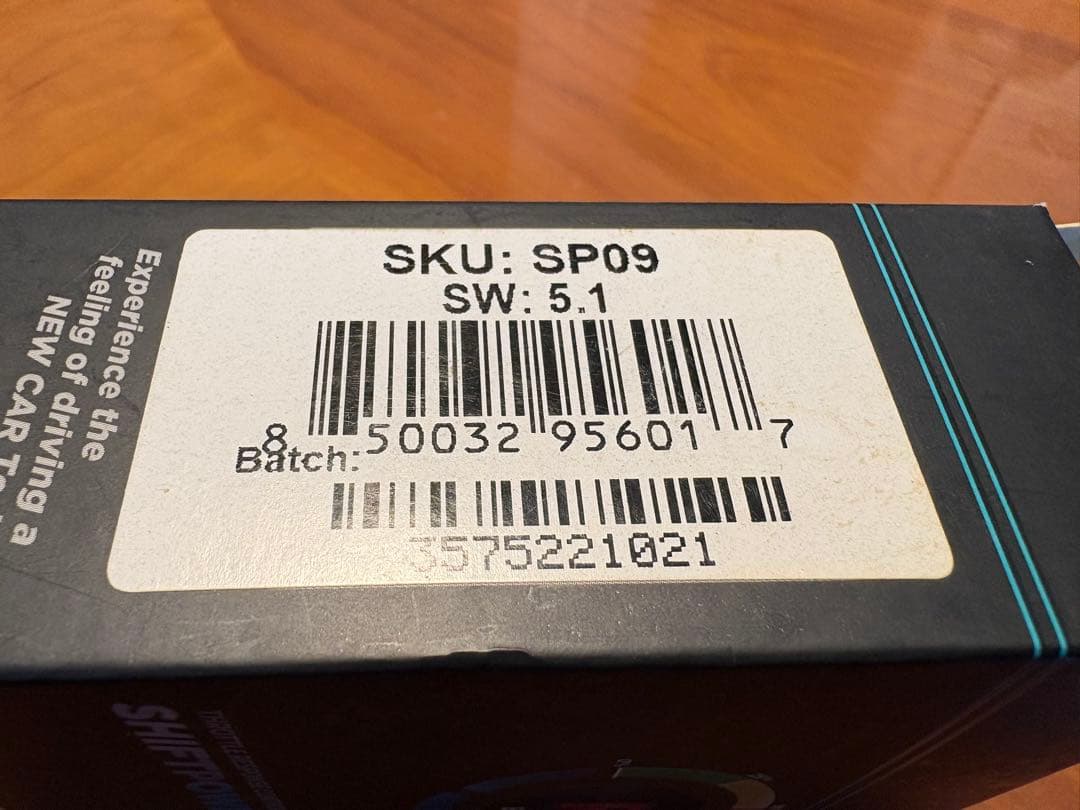 SKU: SP09
SW: 5.1
8 50032 95601 7
Batch:
3575221021
Experience the
feeling of driving a
NEW CAR